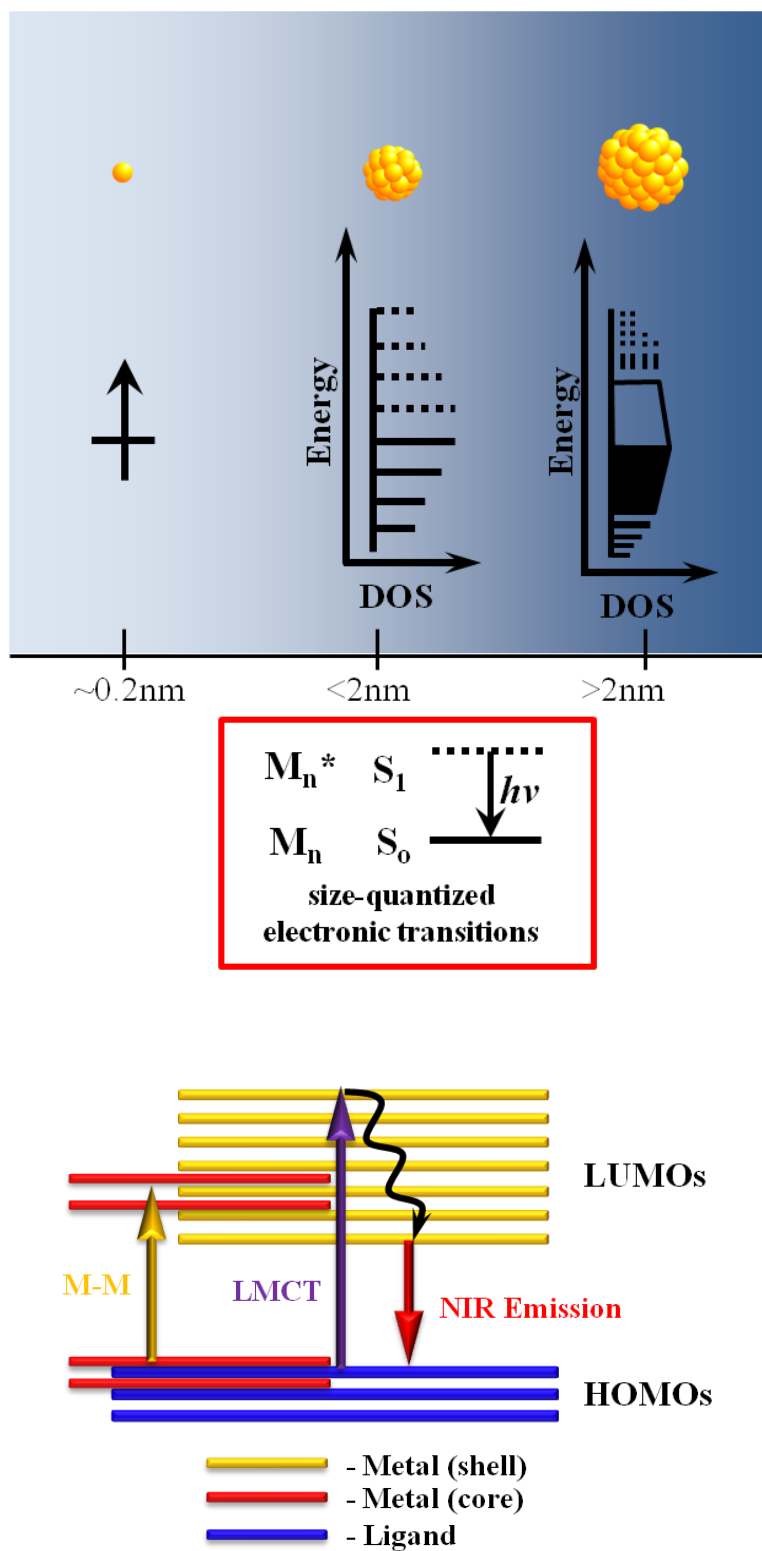 Energy
DOS
Energy
DOS
~0.2nm
<2nm
>2nm
Mn* S1
hν
Mn So
size-quantized
electronic transitions
LUMOs
M-M
LMCT
NIR Emission
HOMOs
- Metal (shell)
- Metal (core)
- Ligand